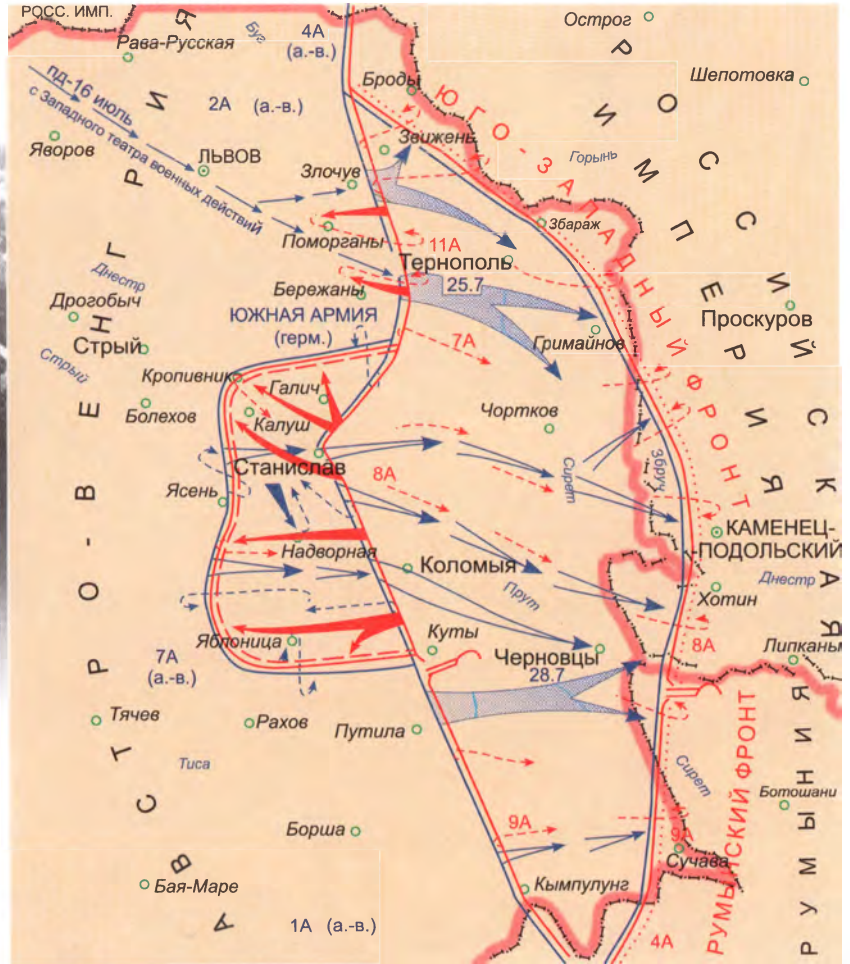 РОСС. ИМП.
Рава-Русская
Буг
4А
(а.-в.)
Острог
Броды
Шепетовка
пд-16 ИЮЛЬ
с Западного театра военных действий
2А (а.-в.)
Звижень
ЮГО-ЗАПАДНЫЙ ФРОНТ
РОССИЙСКАЯ
ИМПЕРИЯ
Яворов
ЛЬВОВ
Злочув
Горынь
Збараж
Поморганы
11А
Тернополь
Днестр
Бережаны
25.7
Дрогобыч
ЮЖНАЯ АРМИЯ
(герм.)
Проскуров
Стрый
7А
Гримайнов
Стрый
Кропивник
Галич
Болехов
Калуш
Чортков
Станислав
8А
Сирет
Збруч
Ясень
КАМЕНЕЦ-
ПОДОЛЬСКИЙ
Надворная
Коломыя
Прут
Днестр
Хотин
Яблоница
Куты
Черновцы
8А
Липканы
7А
(а.-в.)
28.7
Тячев
Рахов
Путила
Тиса
Сирет
РУМЫНСКИЙ ФРОНТ
Ботошани
Борша
9А
9А
Сучава
Бая-Маре
Кымпулунг
1А (а.-в.)
4А
АВСТРО-ВЕНГРИЯ
РУМЫНИЯ